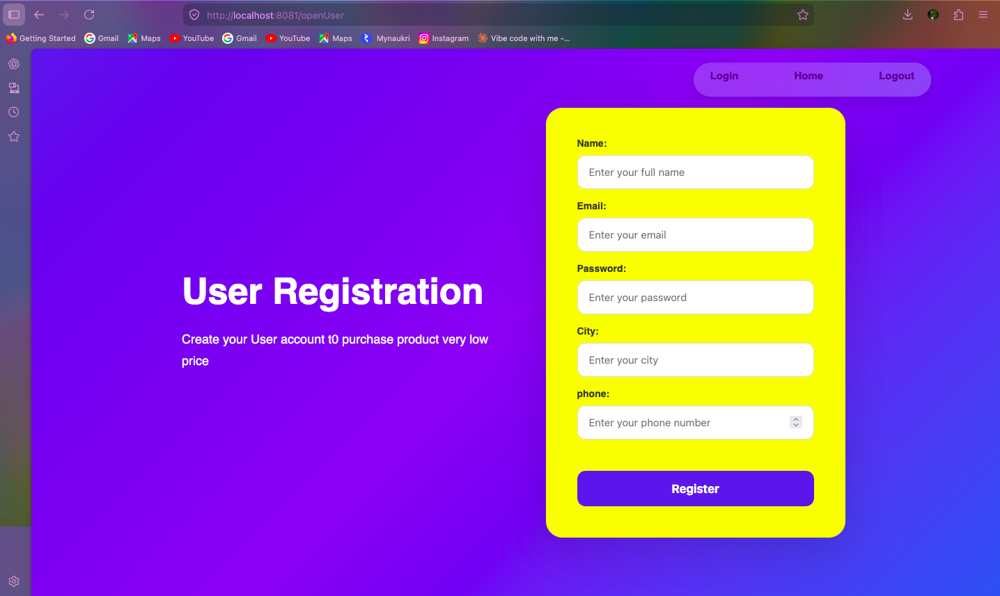 http://localhost:8081/openUser
Getting Started Gmail Maps YouTube Gmail YouTube Maps Mynaukri Instagram Vibe code with me -...
Login Home Logout
Name:
Enter your full name
Email:
Enter your email
Password:
Enter your password
City:
Enter your city
phone:
Enter your phone number
Register
User Registration
Create your User account t0 purchase product very low
price